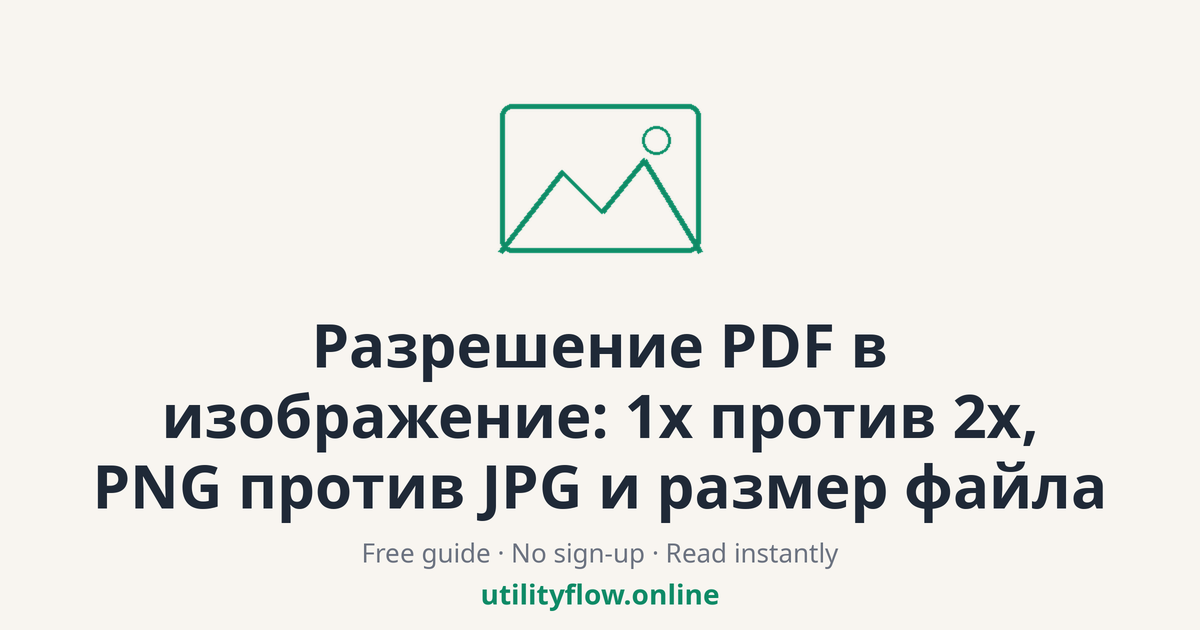 Разрешение PDF в
изображение: 1x против 2x,
PNG против JPG и размер файла
Free guide · No sign-up · Read instantly
utilityflow.online